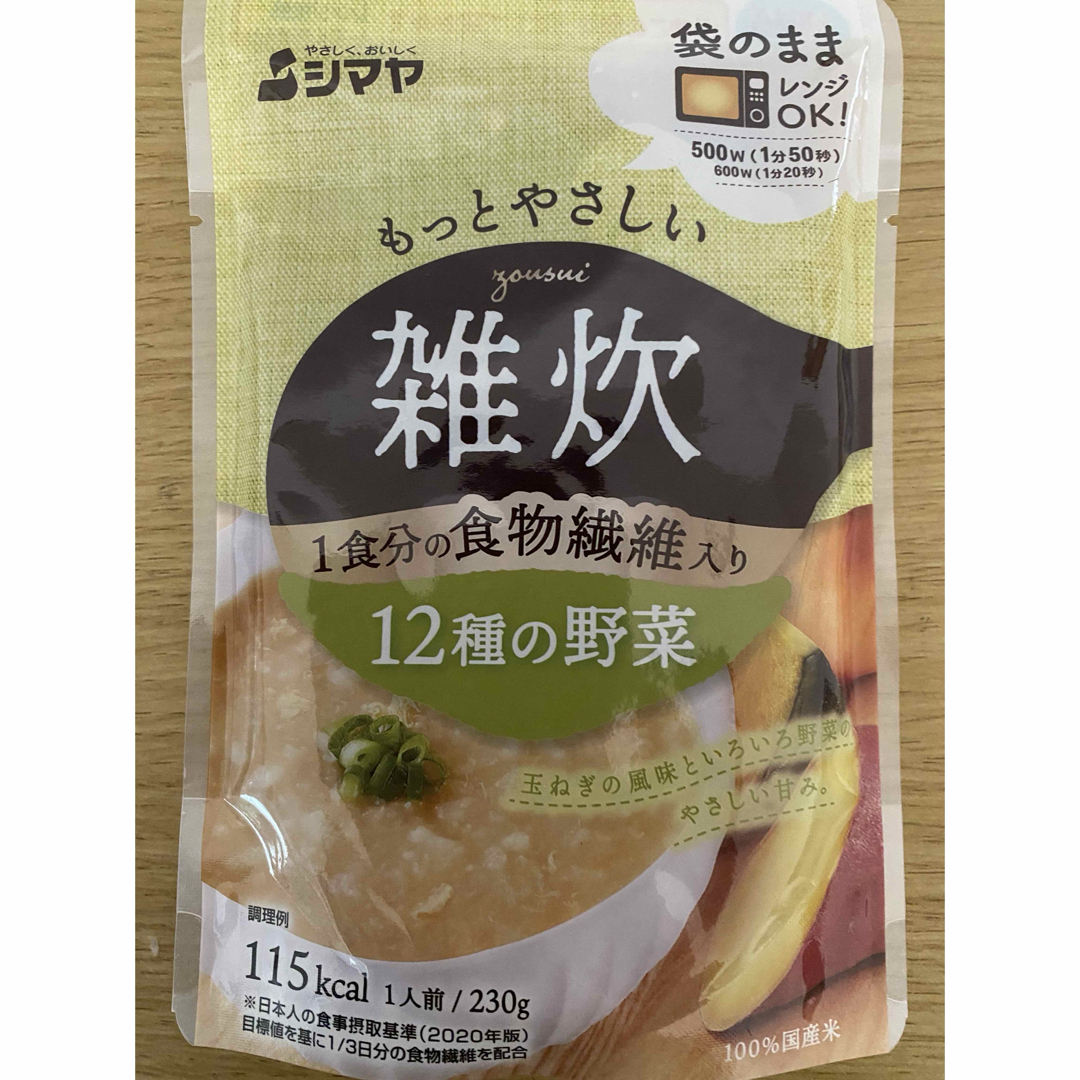 やさしく、おいしく
シマヤ
袋のまま
レンジ
OK!
500W(1分50秒)
600W(1分20秒)
もっとやさしい
zousui
雑炊
1食分の食物繊維入り
12種の野菜
玉ねぎの風味といろいろ野菜の
やさしい甘み。
調理例
115kcal 1人前/230g
※日本人の食事摂取基準(2020年版)
目標値を基に1/3日分の食物繊維を配合
100%国産米